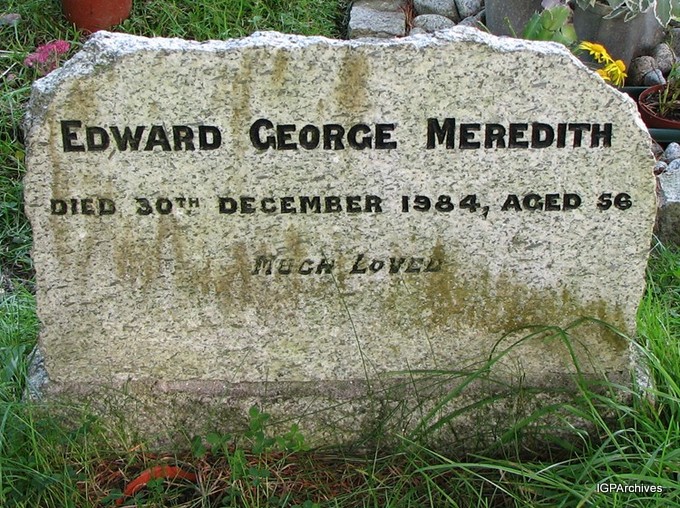 EDWARD GEORGE MEREDITH
DIED 30TH DECEMBER 1984, AGED 56
MUCH LOVED
IGPArchives